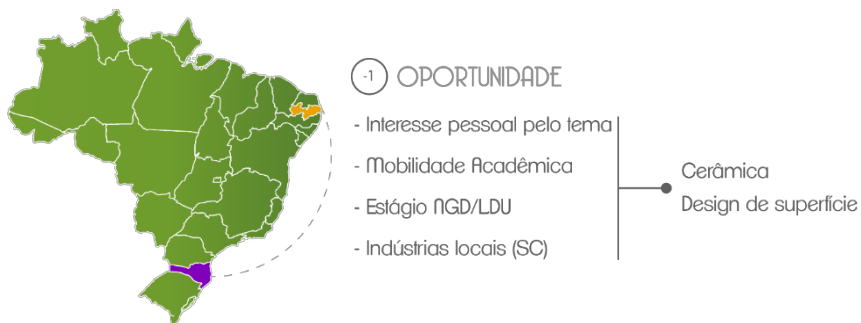 -1 OPORTUNIDADE
- Interesse pessoal pelo tema
- Mobilidade Acadêmica
- Estágio NGD/LDU
- Indústrias locais (SC)
Cerâmica
Design de superfície